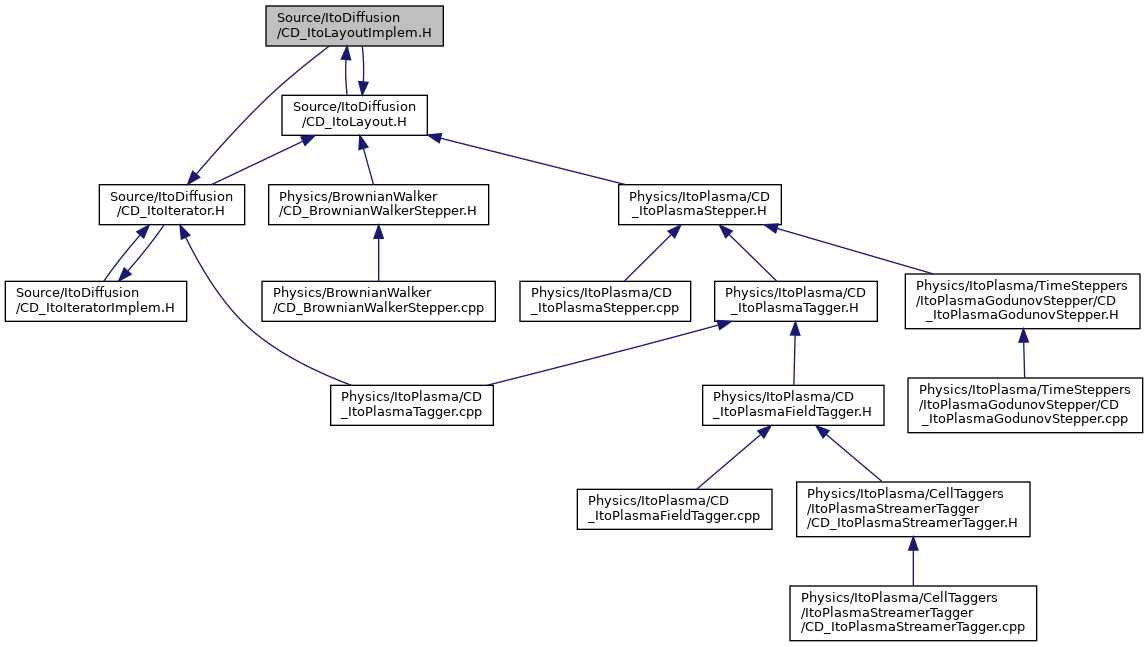 Source/ItoDiffusion
/CD_ItoLayoutImplem.H
Source/ItoDiffusion
/CD_ItoLayout.H
Source/ItoDiffusion
/CD_ItoIterator.H
Physics/BrownianWalker
/CD_BrownianWalkerStepper.H
Physics/ItoPlasma/CD
_ItoPlasmaStepper.H
Source/ItoDiffusion
/CD_ItoIteratorImplem.H
Physics/BrownianWalker
/CD_BrownianWalkerStepper.cpp
Physics/ItoPlasma/CD
_ItoPlasmaStepper.cpp
Physics/ItoPlasma/CD
_ItoPlasmaTagger.H
Physics/ItoPlasma/TimeSteppers
/ItoPlasmaGodunovStepper/CD
_ItoPlasmaGodunovStepper.H
Physics/ItoPlasma/CD
_ItoPlasmaTagger.cpp
Physics/ItoPlasma/CD
_ItoPlasmaFieldTagger.H
Physics/ItoPlasma/TimeSteppers
/ItoPlasmaGodunovStepper/CD
_ItoPlasmaGodunovStepper.cpp
Physics/ItoPlasma/CD
_ItoPlasmaFieldTagger.cpp
Physics/ItoPlasma/CellTaggers
/ItoPlasmaStreamerTagger
/CD_ItoPlasmaStreamerTagger.H
Physics/ItoPlasma/CellTaggers
/ItoPlasmaStreamerTagger
/CD_ItoPlasmaStreamerTagger.cpp